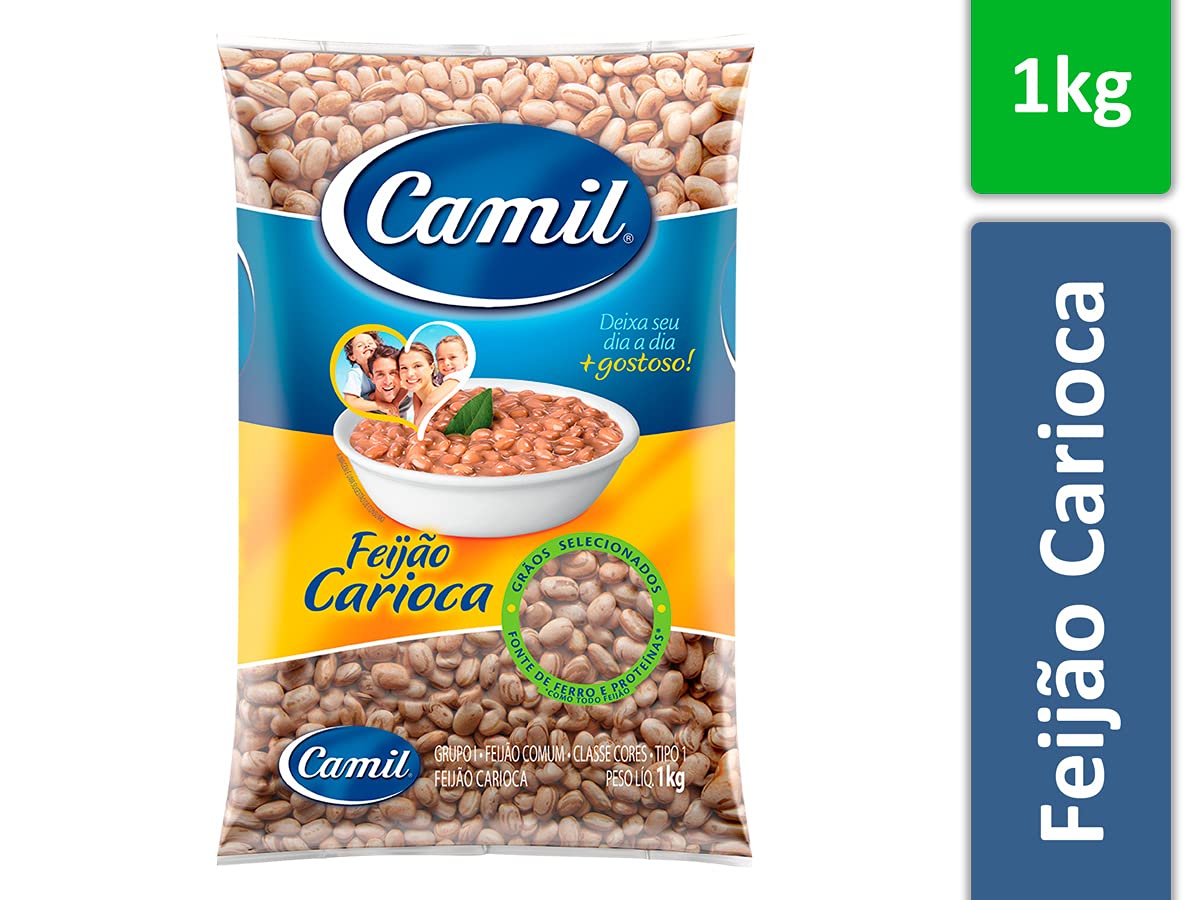 Camil®
Deixa seu
dia a dia
+gostoso!
Feijão
Carioca
GRÃOS SELECIONADOS
FONTE DE FERRO E PROTEÍNAS*
*COMO TODO FEIJÃO
Camil®
GRUPO I • FEIJÃO COMUM • CLASSE CORES • TIPO 1
FEIJÃO CARIOCA PESO LÍQ. 1kg
1kg
Feijão Carioca